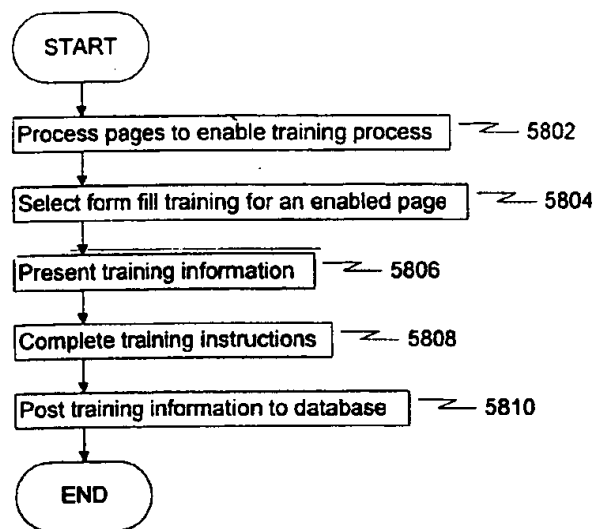 START
Process pages to enable training process 5802
Select form fill training for an enabled page 5804
Present training information 5806
Complete training instructions 5808
Post training information to database 5810
END